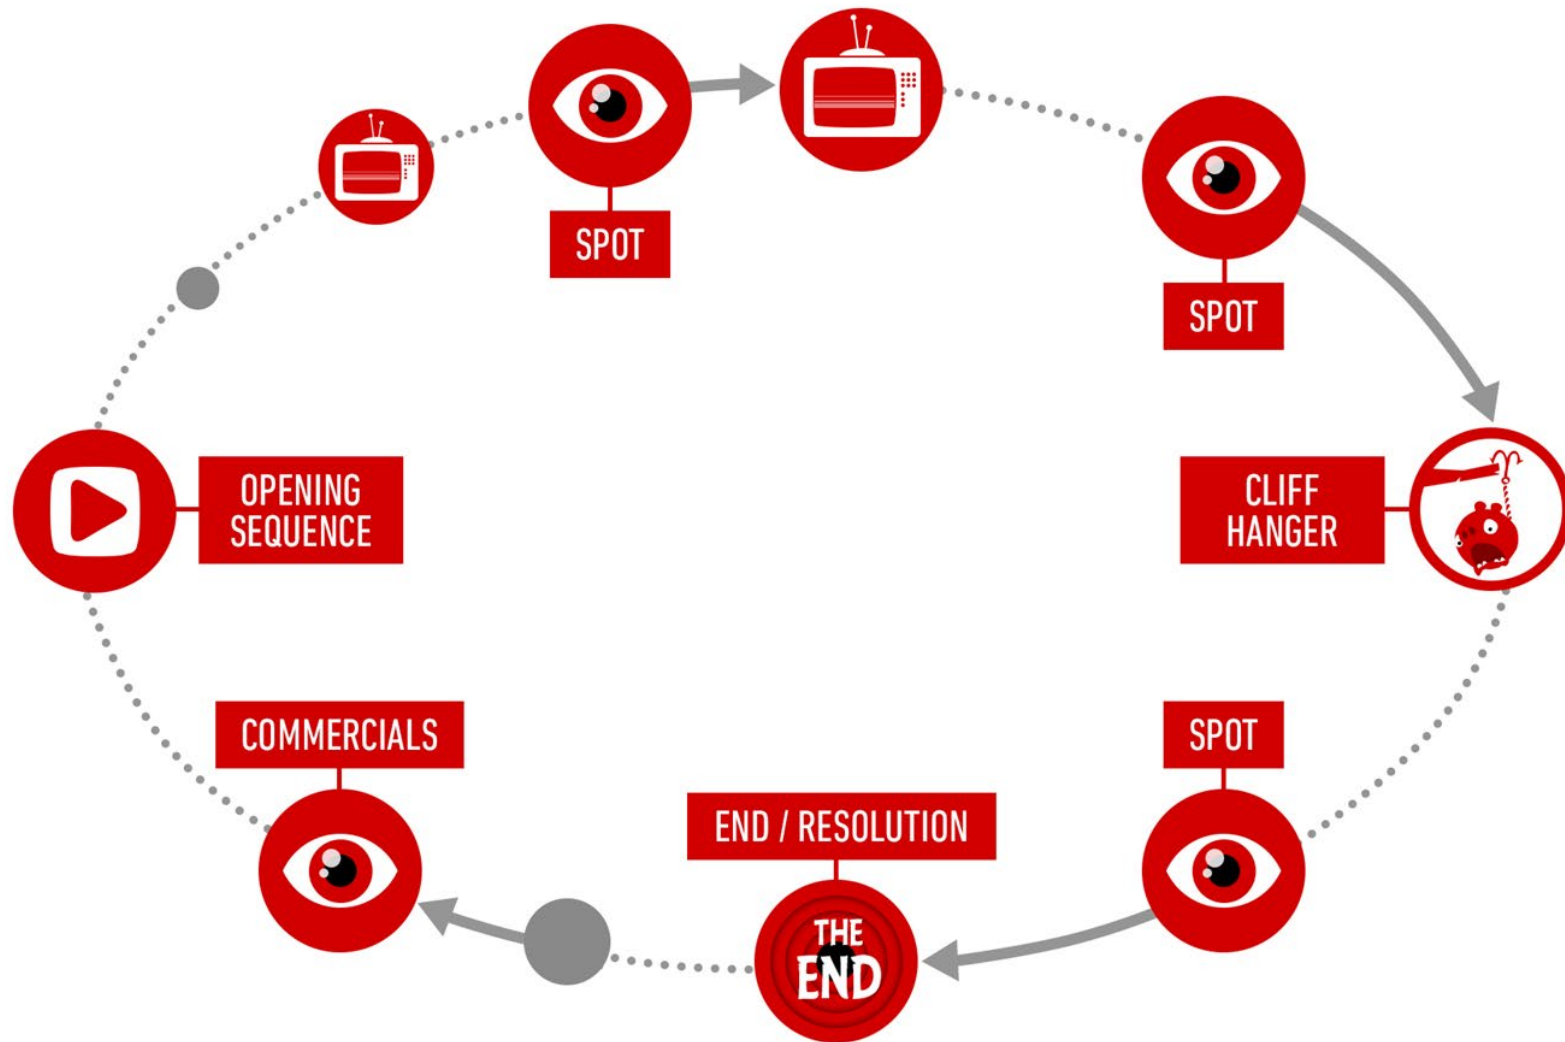 SPOT
SPOT
OPENING
SEQUENCE
CLIFF
HANGER
COMMERCIALS
SPOT
END / RESOLUTION
THE
END